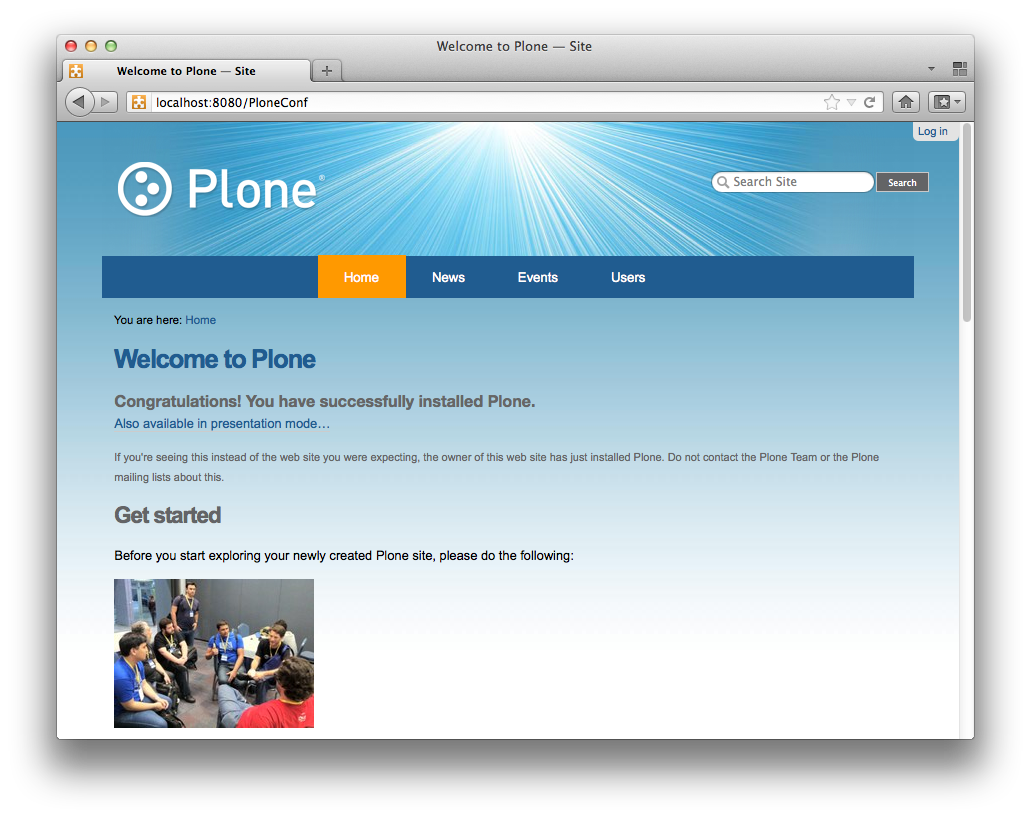 Welcome to Plone — Site
Welcome to Plone — Site
localhost:8080/PloneConf
Log in
Plone®
Search Site
Search
Home News Events Users
You are here: Home
Welcome to Plone
Congratulations! You have successfully installed Plone.
Also available in presentation mode…
If you're seeing this instead of the web site you were expecting, the owner of this web site has just installed Plone. Do not contact the Plone Team or the Plone
mailing lists about this.
Get started
Before you start exploring your newly created Plone site, please do the following: